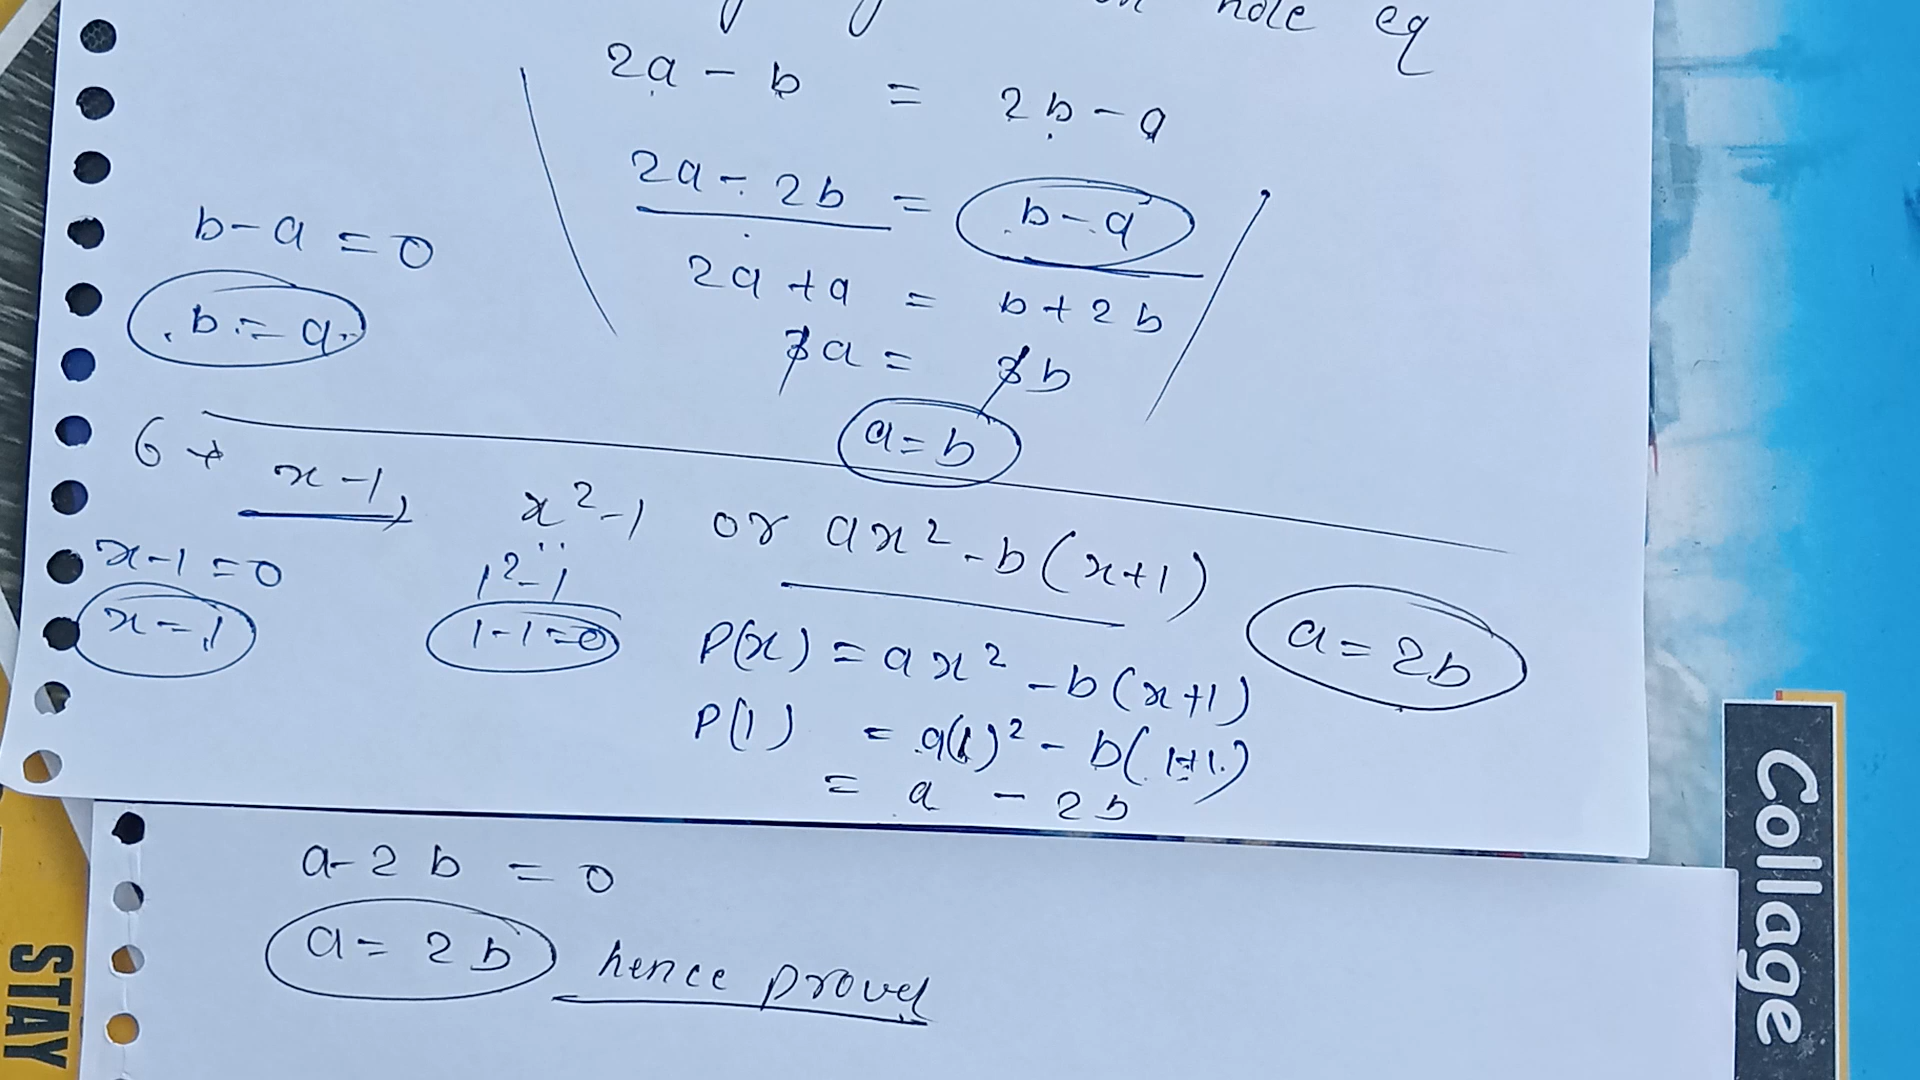 hole eq
2a - b = 2b - a
2a - 2b = b - a
b - a = 0
2a + a = b + 2b
b = a
3a = 3b
a = b
6 → x - 1, x² - 1 or ax² - b(x+1)
x - 1 = 0
1² - 1
x = 1
1 - 1 = 0
a = 2b
P(x) = ax² - b(x+1)
P(1) = a(1)² - b(1+1)
= a - 2b
a - 2b = 0
a = 2b hence proved
Collage
STAY